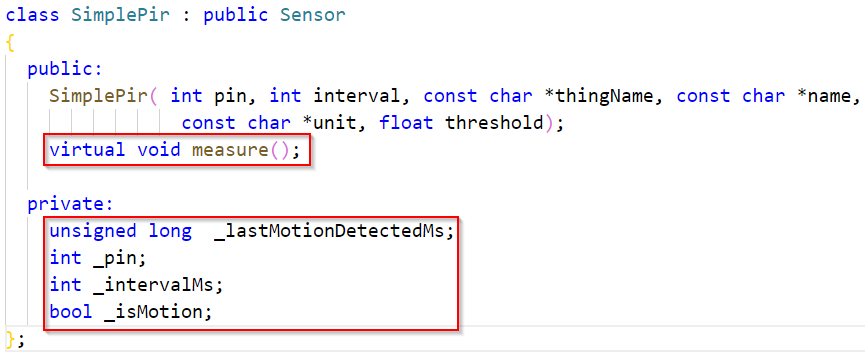 class SimplePir : public Sensor
{
public:
SimplePir( int pin, int interval, const char *thingName, const char *name,
const char *unit, float threshold);
virtual void measure();
private:
unsigned long  _lastMotionDetectedMs;
int _pin;
int _intervalMs;
bool _isMotion;
};